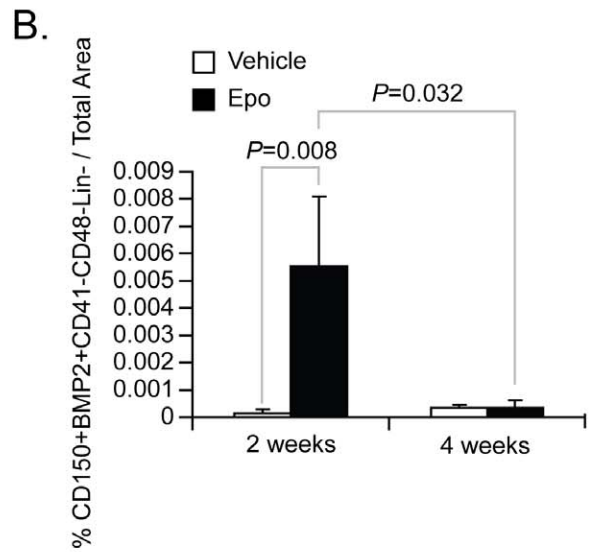 B.
Vehicle
Epo
P=0.032
P=0.008
% CD150+BMP2+CD41-CD48-Lin- / Total Area
0.009
0.008
0.007
0.006
0.005
0.004
0.003
0.002
0.001
0
2 weeks
4 weeks